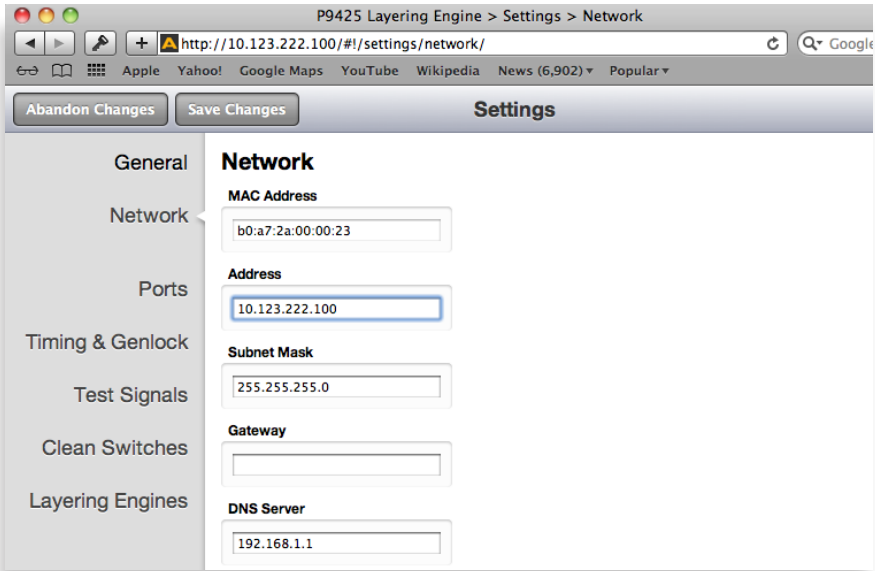 P9425 Layering Engine > Settings > Network
http://10.123.222.100/#!/settings/network/
Google
Apple Yahoo! Google Maps YouTube Wikipedia News (6,902) Popular
Abandon Changes Save Changes Settings
General
Network
Ports
Timing & Genlock
Test Signals
Clean Switches
Layering Engines
Network
MAC Address
b0:a7:2a:00:00:23
Address
10.123.222.100
Subnet Mask
255.255.255.0
Gateway
DNS Server
192.168.1.1